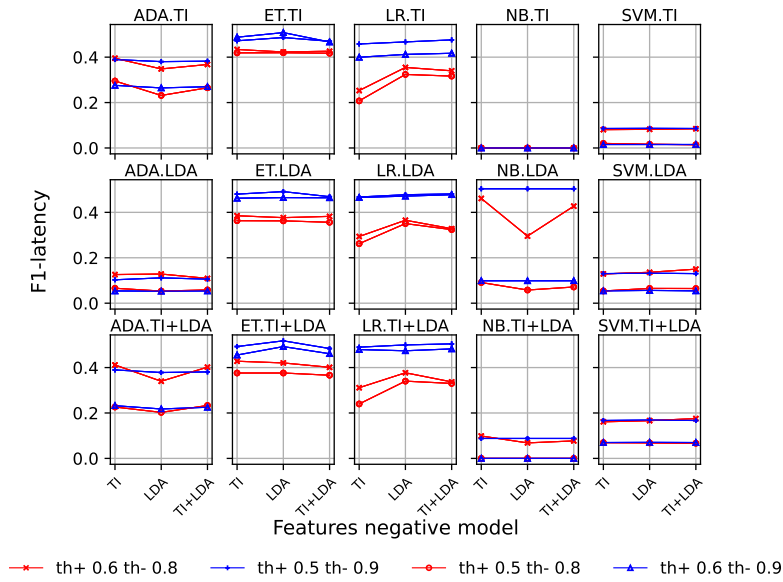 ADA.TI ET.TI LR.TI NB.TI SVM.TI
0.4
0.2
0.0
ADA.LDA ET.LDA LR.LDA NB.LDA SVM.LDA
0.4
0.2
0.0
ADA.TI+LDA ET.TI+LDA LR.TI+LDA NB.TI+LDA SVM.TI+LDA
0.4
0.2
0.0
F1-latency
TI LDA TI+LDA TI LDA TI+LDA TI LDA TI+LDA TI LDA TI+LDA TI LDA TI+LDA
Features negative model
th+ 0.6 th- 0.8 th+ 0.5 th- 0.9 th+ 0.5 th- 0.8 th+ 0.6 th- 0.9